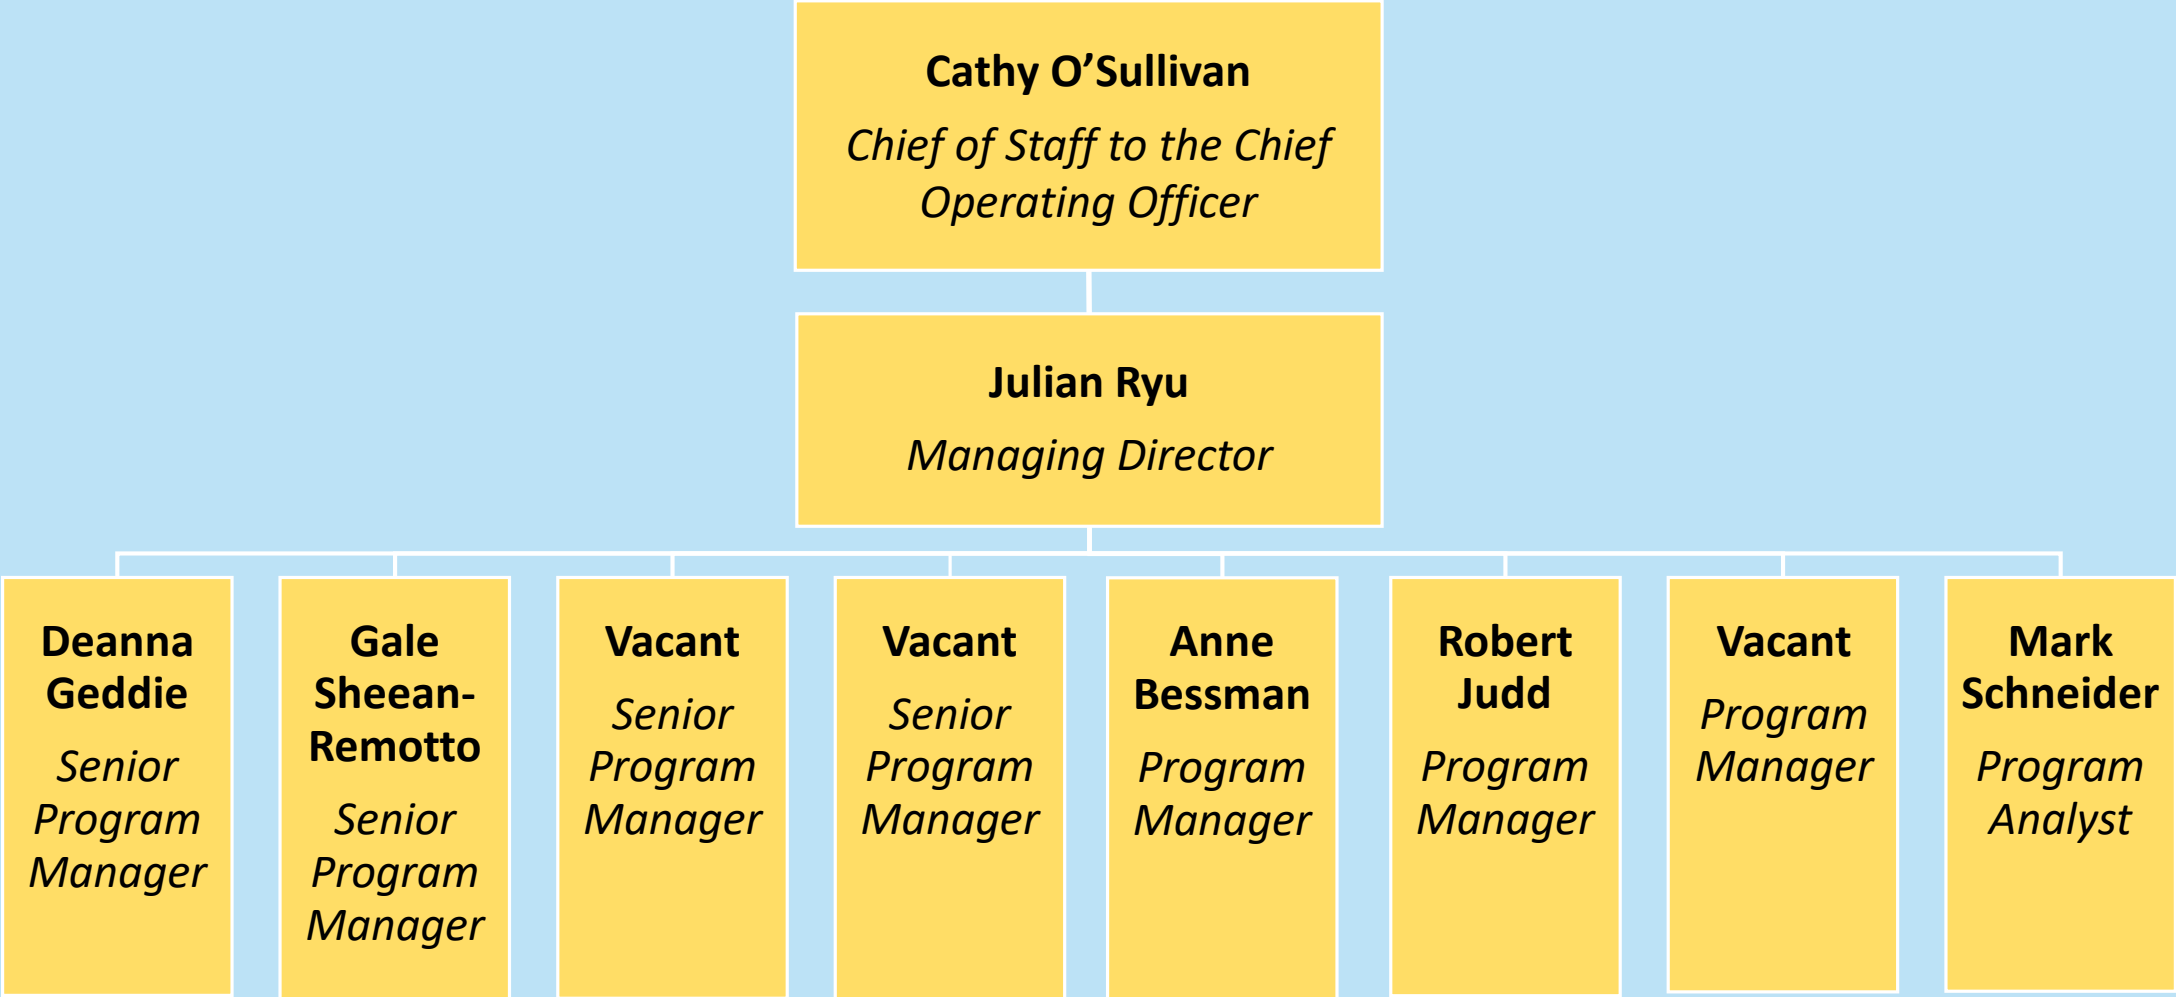 Cathy O’Sullivan
Chief of Staff to the Chief
Operating Officer
Julian Ryu
Managing Director
Deanna
Geddie
Senior
Program
Manager
Gale
Sheean-
Remotto
Senior
Program
Manager
Vacant
Senior
Program
Manager
Vacant
Senior
Program
Manager
Anne
Bessman
Program
Manager
Robert
Judd
Program
Manager
Vacant
Program
Manager
Mark
Schneider
Program
Analyst